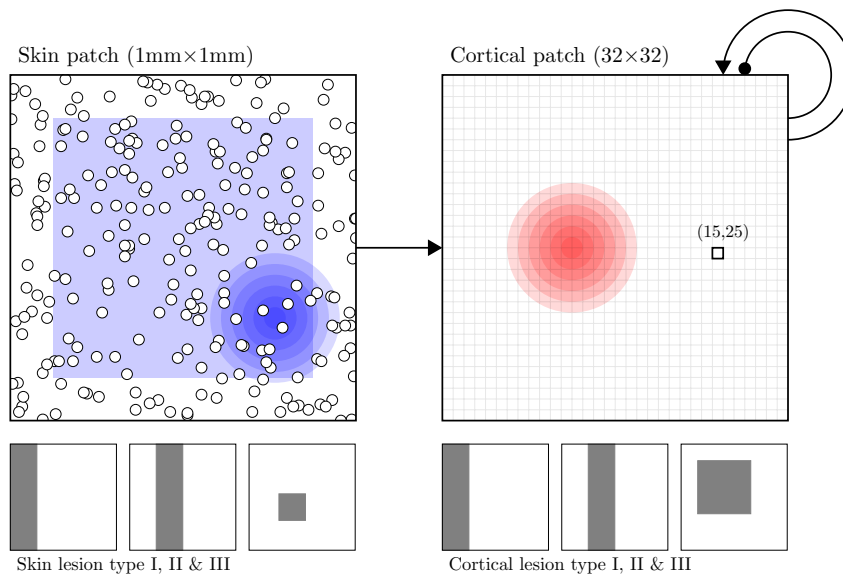 Skin patch (1mm×1mm)
Cortical patch (32×32)
(15,25)
Skin lesion type I, II & III
Cortical lesion type I, II & III